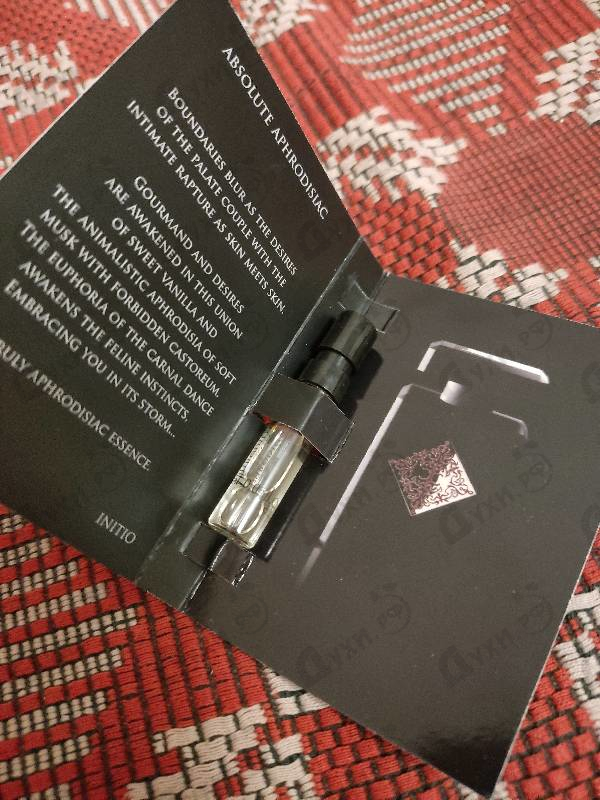 ABSOLUTE APHRODISIAC
BOUNDARIES BLUR AS THE DESIRES
OF THE PALATE COUPLE WITH THE
INTIMATE RAPTURE AS SKIN MEETS SKIN.
GOURMAND AND DESIRES
ARE AWAKENED IN THIS UNION
OF SWEET VANILLA AND
THE ANIMALISTIC APHRODISIA OF SOFT
MUSK WITH FORBIDDEN CASTOREUM.
THE EUPHORIA OF THE CARNAL DANCE
AWAKENS THE FELINE INSTINCTS,
EMBRACING YOU IN ITS STORM...
APHRODISIAC ESSENCE.
INITIO
Духи.рф